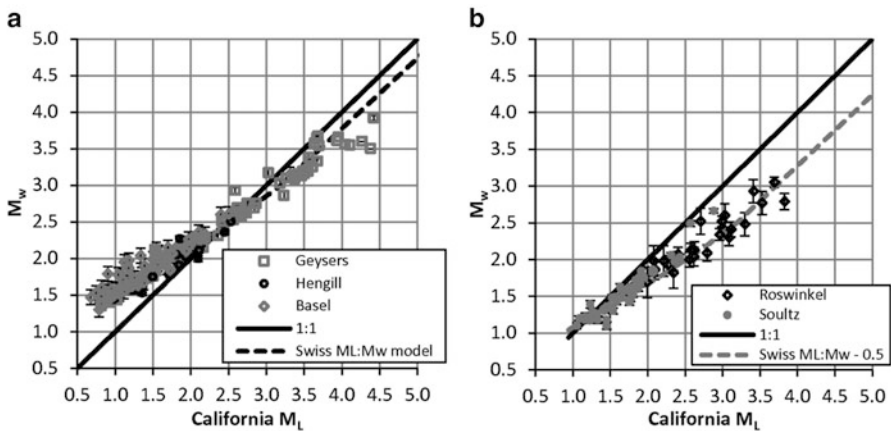 a
5.0
4.5
4.0
3.5
3.0
2.5
2.0
1.5
1.0
0.5
Mw
0.5 1.0 1.5 2.0 2.5 3.0 3.5 4.0 4.5 5.0
California ML
Geysers
Hengill
Basel
1:1
Swiss ML:Mw model
b
5.0
4.5
4.0
3.5
3.0
2.5
2.0
1.5
1.0
0.5
0.5 1.0 1.5 2.0 2.5 3.0 3.5 4.0 4.5 5.0
California ML
Roswinkel
Soultz
1:1
Swiss ML:Mw - 0.5